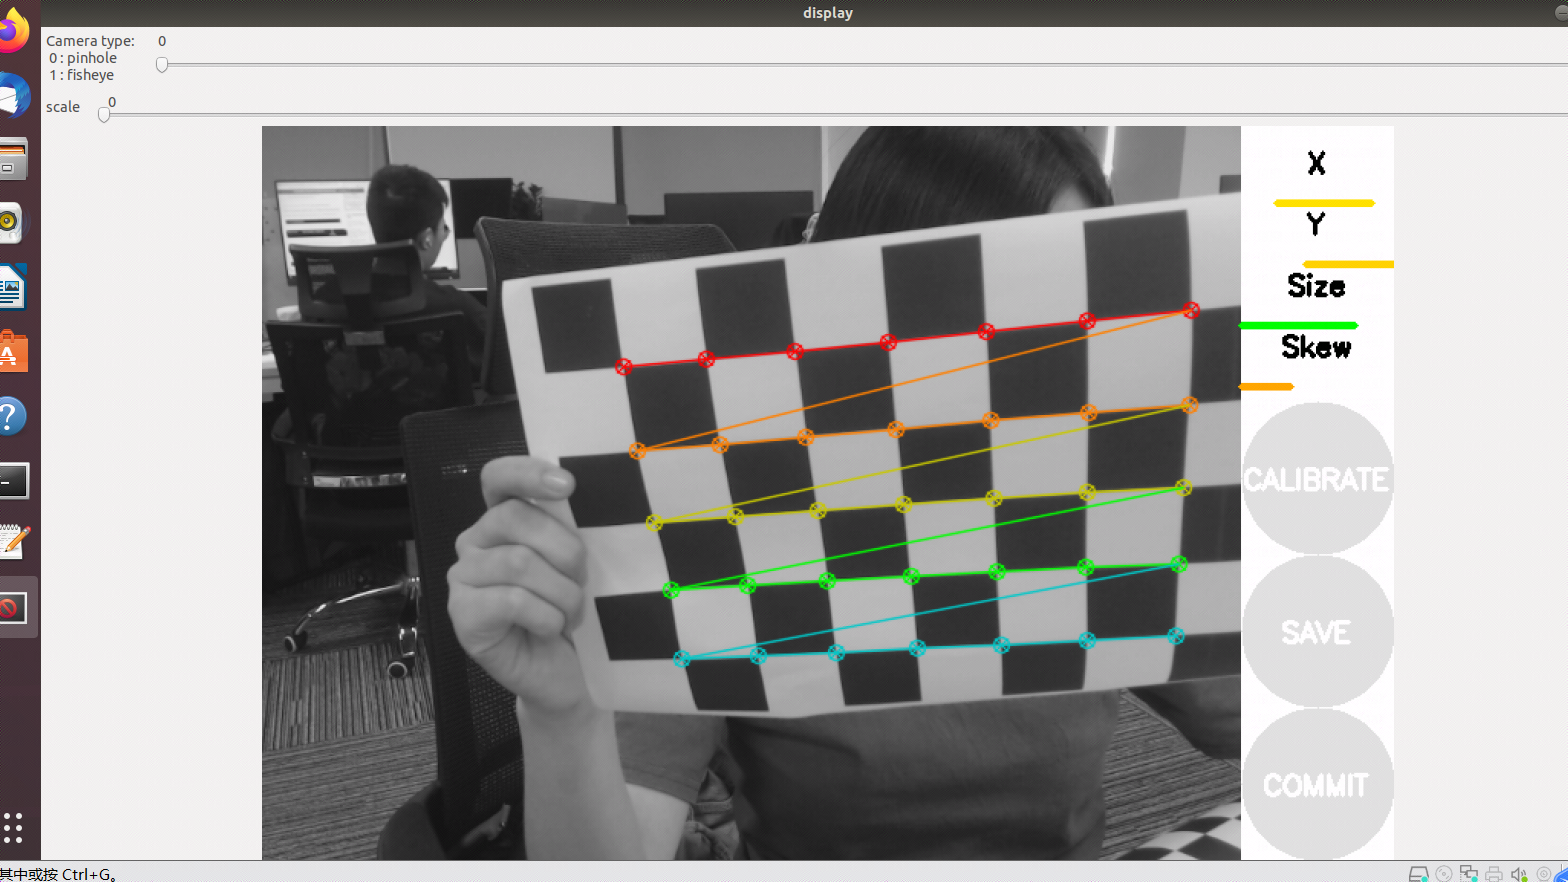 display
Camera type:
0 : pinhole
1 : fisheye
0
scale
0
X
Y
Size
Skew
CALIBRATE
SAVE
COMMIT
其中或按 Ctrl+G。